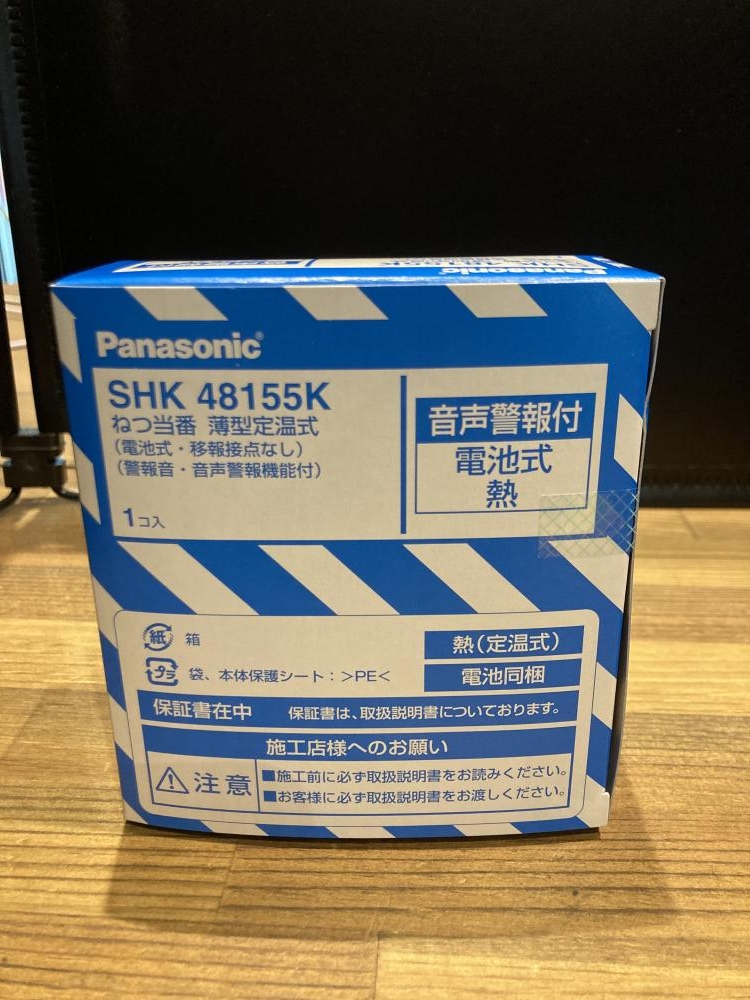 Panasonic
SHK 48155K
Panasonic®
SHK 48155K
ねつ当番 薄型定温式
(電池式・移報接点なし)
(警報音・音声警報機能付)
1コ入
音声警報付
電池式
熱
紙 箱
プラ 袋、本体保護シート:>PE<
熱(定温式)
電池同梱
保証書在中 保証書は、取扱説明書についております。
施工店様へのお願い
注意
■施工前に必ず取扱説明書をお読みください。
■お客様に必ず取扱説明書をお渡しください。